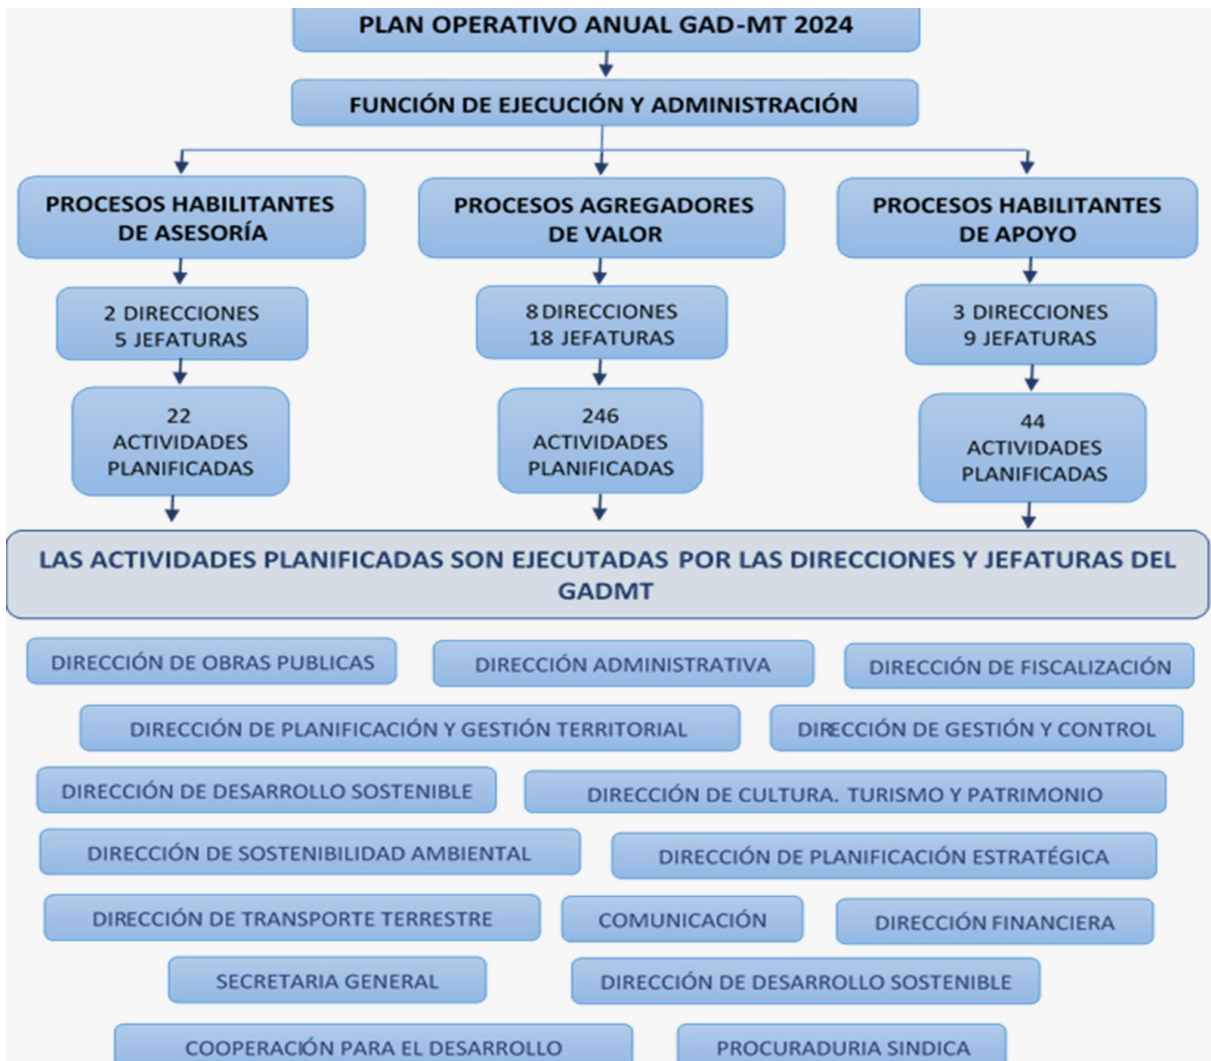 PLAN OPERATIVO ANUAL GAD-MT 2024
FUNCIÓN DE EJECUCIÓN Y ADMINISTRACIÓN
PROCESOS HABILITANTES
DE ASESORÍA
PROCESOS AGREGADORES
DE VALOR
PROCESOS HABILITANTES
DE APOYO
2 DIRECCIONES
5 JEFATURAS
8 DIRECCIONES
18 JEFATURAS
3 DIRECCIONES
9 JEFATURAS
22
ACTIVIDADES
PLANIFICADAS
246
ACTIVIDADES
PLANIFICADAS
44
ACTIVIDADES
PLANIFICADAS
LAS ACTIVIDADES PLANIFICADAS SON EJECUTADAS POR LAS DIRECCIONES Y JEFATURAS DEL
GADMT
DIRECCIÓN DE OBRAS PUBLICAS
DIRECCIÓN ADMINISTRATIVA
DIRECCIÓN DE FISCALIZACIÓN
DIRECCIÓN DE PLANIFICACIÓN Y GESTIÓN TERRITORIAL
DIRECCIÓN DE GESTIÓN Y CONTROL
DIRECCIÓN DE DESARROLLO SOSTENIBLE
DIRECCIÓN DE CULTURA. TURISMO Y PATRIMONIO
DIRECCIÓN DE SOSTENIBILIDAD AMBIENTAL
DIRECCIÓN DE PLANIFICACIÓN ESTRATÉGICA
DIRECCIÓN DE TRANSPORTE TERRESTRE
COMUNICACIÓN
DIRECCIÓN FINANCIERA
SECRETARIA GENERAL
DIRECCIÓN DE DESARROLLO SOSTENIBLE
COOPERACIÓN PARA EL DESARROLLO
PROCURADURIA SINDICA